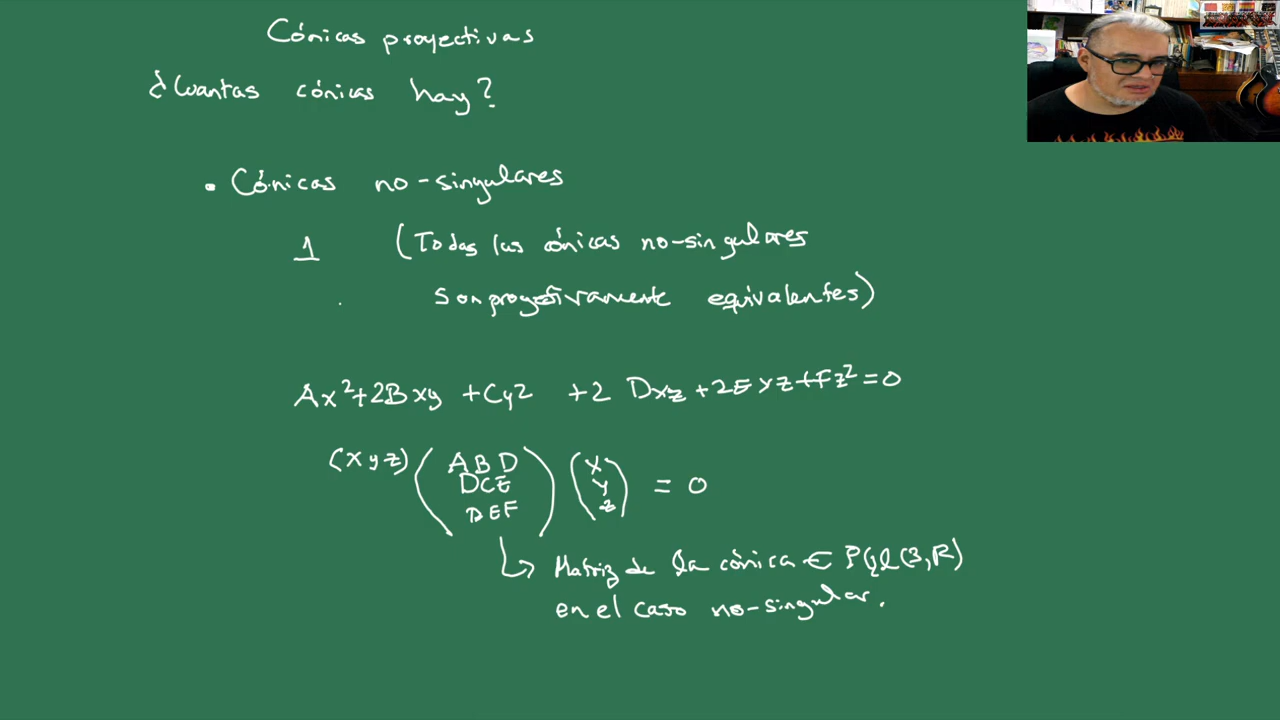 Cónicas proyectivas
¿Cuantas cónicas hay?
• Cónicas no-singulares
1 (Todas las cónicas no-singulares
son proyectivamente equivalentes)
Ax²+2Bxy +Cy2 +2 Dxz +2Eyz+Fz²=0
(x y z) (A B D
D C E
D E F) (x
y
z) = 0
↳ Matriz de la cónica ∈ PGL(3,R)
en el caso no-singular.